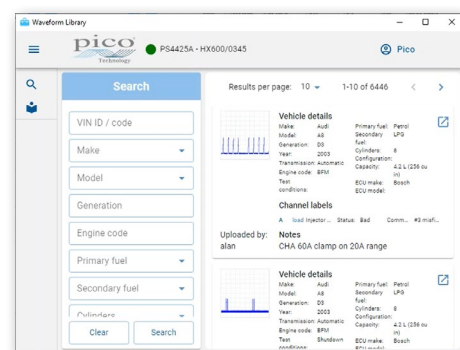 Waveform Library
pico
Technology
PS4425A - HX600/0345
Pico
Search
VIN ID / code
Make
Model
Generation
Engine code
Primary fuel
Secondary fuel
Cylinders
Clear
Search
Results per page: 10
1-10 of 6446
Vehicle details
Make: Audi
Model: A8
Generation: D3
Year: 2003
Transmission: Automatic
Engine code: BFM
Test conditions:
Primary fuel: Petrol
Secondary fuel: LPG
Cylinders: 8
Configuration:
Capacity: 4.2 L (256 cu in)
ECU make: Bosch
ECU model:
Channel labels
A load Injector ... Status: Bad Comm... #3 misfi...
Uploaded by: alan
Notes
CHA 60A clamp on 20A range
Vehicle details
Make: Audi
Model: A8
Generation: D3
Year: 2003
Transmission: Automatic
Engine code: BFM
Test conditions: Shutdown
Primary fuel: Petrol
Secondary fuel: LPG
Cylinders: 8
Configuration:
Capacity: 4.2 L (256 cu in)
ECU make: Bosch
ECU model: